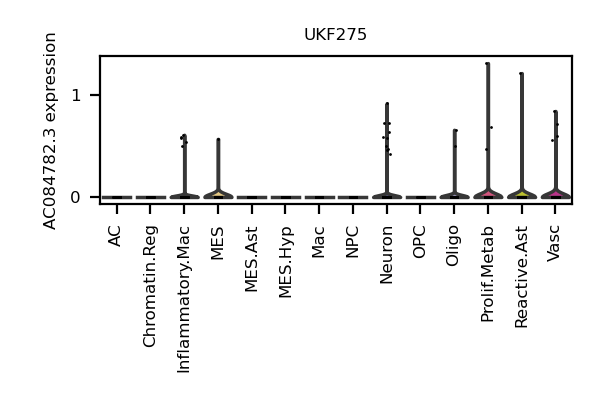 UKF275
AC084782.3 expression
1
0
AC
Chromatin.Reg
Inflammatory.Mac
MES
MES.Ast
MES.Hyp
Mac
NPC
Neuron
OPC
Oligo
Prolif.Metab
Reactive.Ast
Vasc